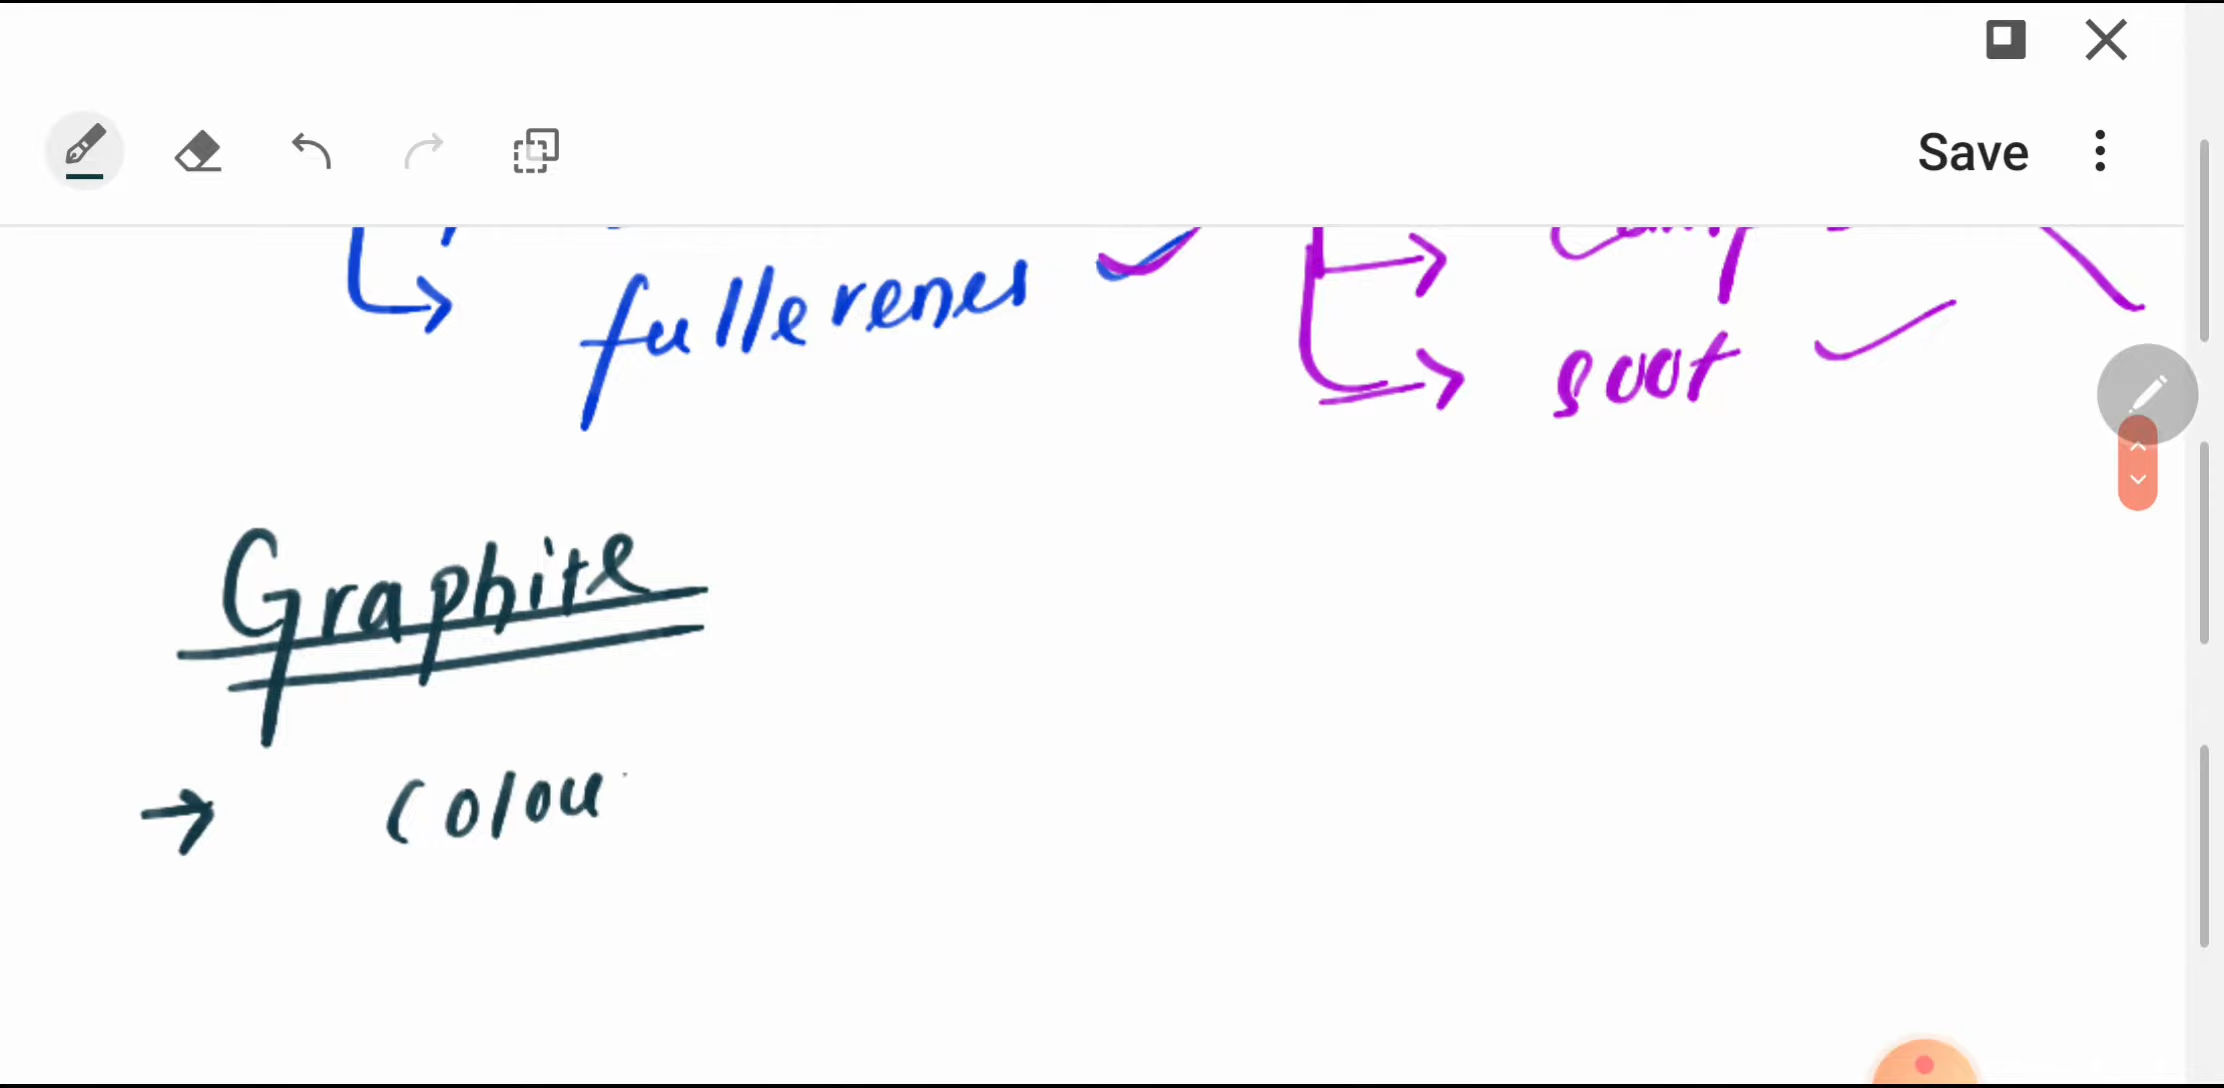 Save
fullerenes
soot
Graphite
→ Colou